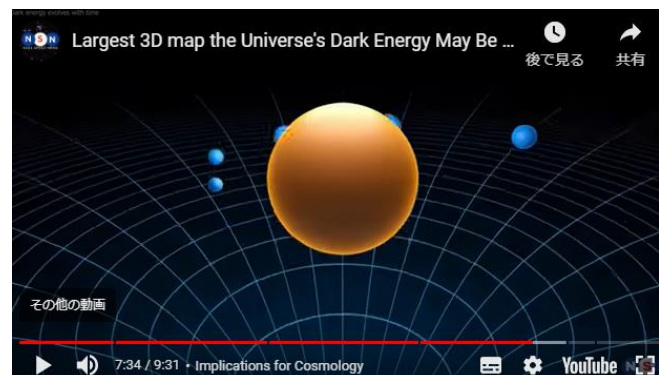 Dark energy evolves with time
NSN
Largest 3D map the Universe's Dark Energy May Be ...
後で見る
共有
その他の動画
7:34 / 9:31 • Implications for Cosmology
YouTube